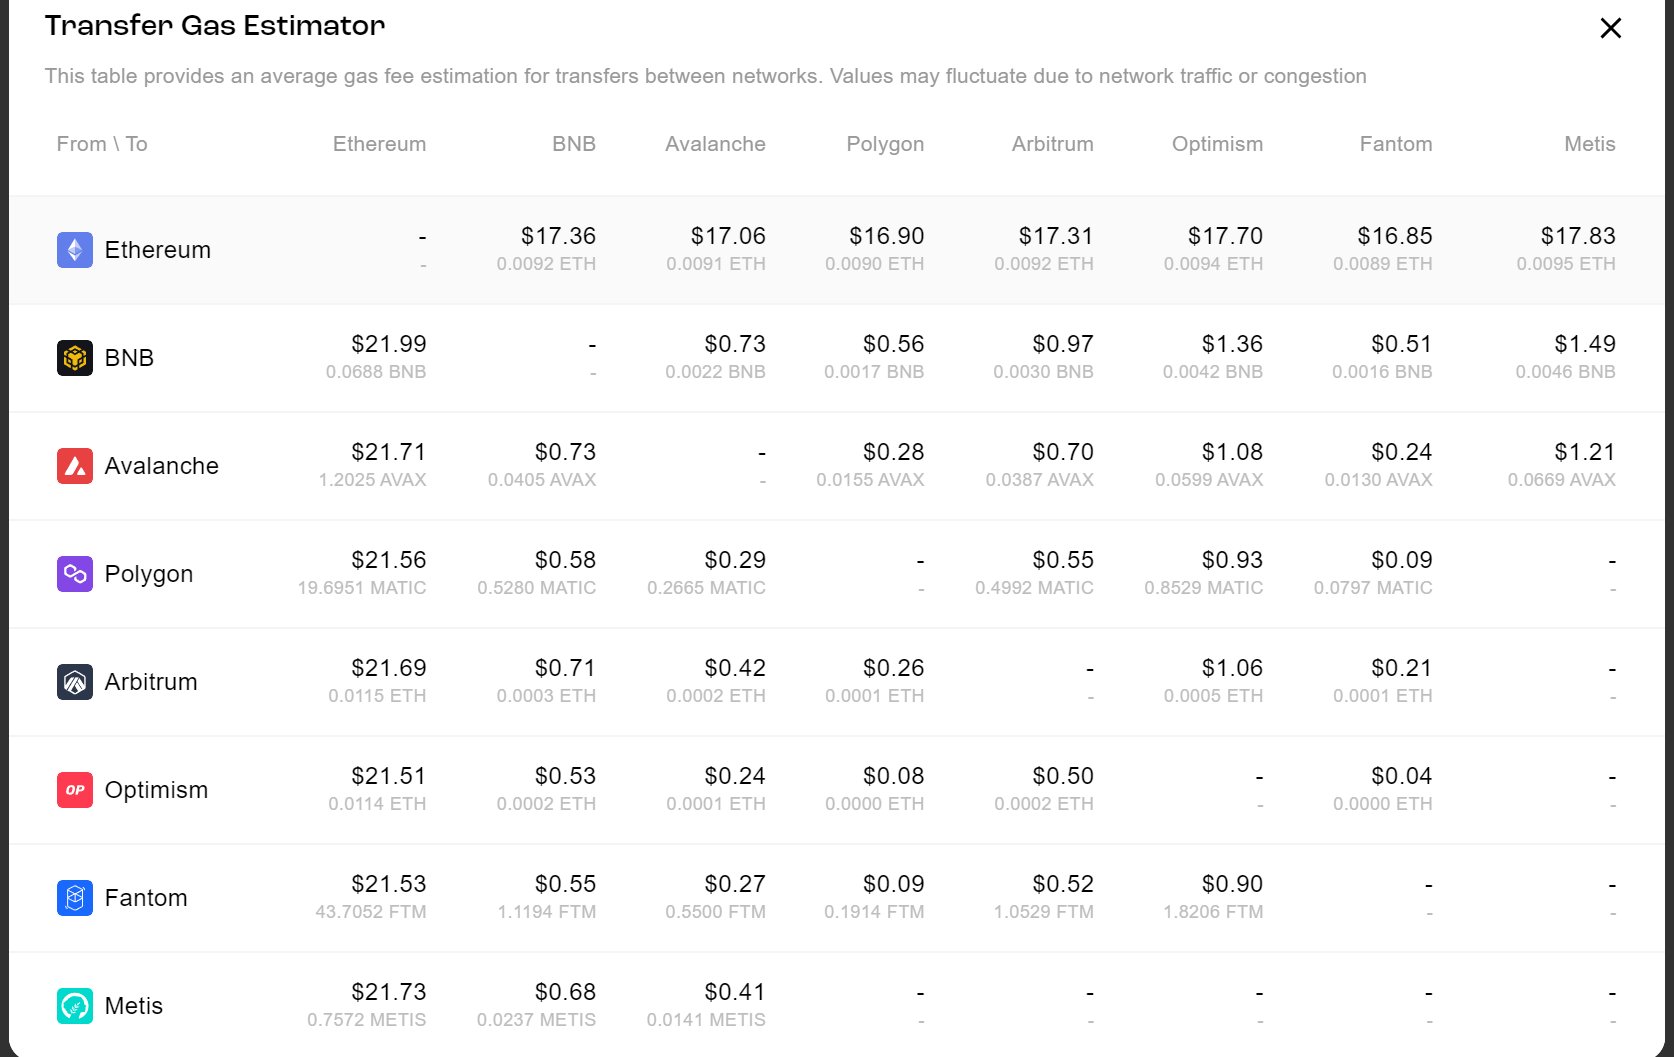 Transfer Gas Estimator
This table provides an average gas fee estimation for transfers between networks. Values may fluctuate due to network traffic or congestion
From \ To Ethereum BNB Avalanche Polygon Arbitrum Optimism Fantom Metis
Ethereum - $17.36 $17.06 $16.90 $17.31 $17.70 $16.85 $17.83
- 0.0092 ETH 0.0091 ETH 0.0090 ETH 0.0092 ETH 0.0094 ETH 0.0089 ETH 0.0095 ETH
BNB $21.99 - $0.73 $0.56 $0.97 $1.36 $0.51 $1.49
0.0688 BNB - 0.0022 BNB 0.0017 BNB 0.0030 BNB 0.0042 BNB 0.0016 BNB 0.0046 BNB
Avalanche $21.71 $0.73 - $0.28 $0.70 $1.08 $0.24 $1.21
1.2025 AVAX 0.0405 AVAX - 0.0155 AVAX 0.0387 AVAX 0.0599 AVAX 0.0130 AVAX 0.0669 AVAX
Polygon $21.56 $0.58 $0.29 - $0.55 $0.93 $0.09 -
19.6951 MATIC 0.5280 MATIC 0.2665 MATIC - 0.4992 MATIC 0.8529 MATIC 0.0797 MATIC -
Arbitrum $21.69 $0.71 $0.42 $0.26 - $1.06 $0.21 -
0.0115 ETH 0.0003 ETH 0.0002 ETH 0.0001 ETH - 0.0005 ETH 0.0001 ETH -
OP Optimism $21.51 $0.53 $0.24 $0.08 $0.50 - $0.04 -
0.0114 ETH 0.0002 ETH 0.0001 ETH 0.0000 ETH 0.0002 ETH - 0.0000 ETH -
Fantom $21.53 $0.55 $0.27 $0.09 $0.52 $0.90 - -
43.7052 FTM 1.1194 FTM 0.5500 FTM 0.1914 FTM 1.0529 FTM 1.8206 FTM - -
Metis $21.73 $0.68 $0.41 - - - - -
0.7572 METIS 0.0237 METIS 0.0141 METIS - - - - -